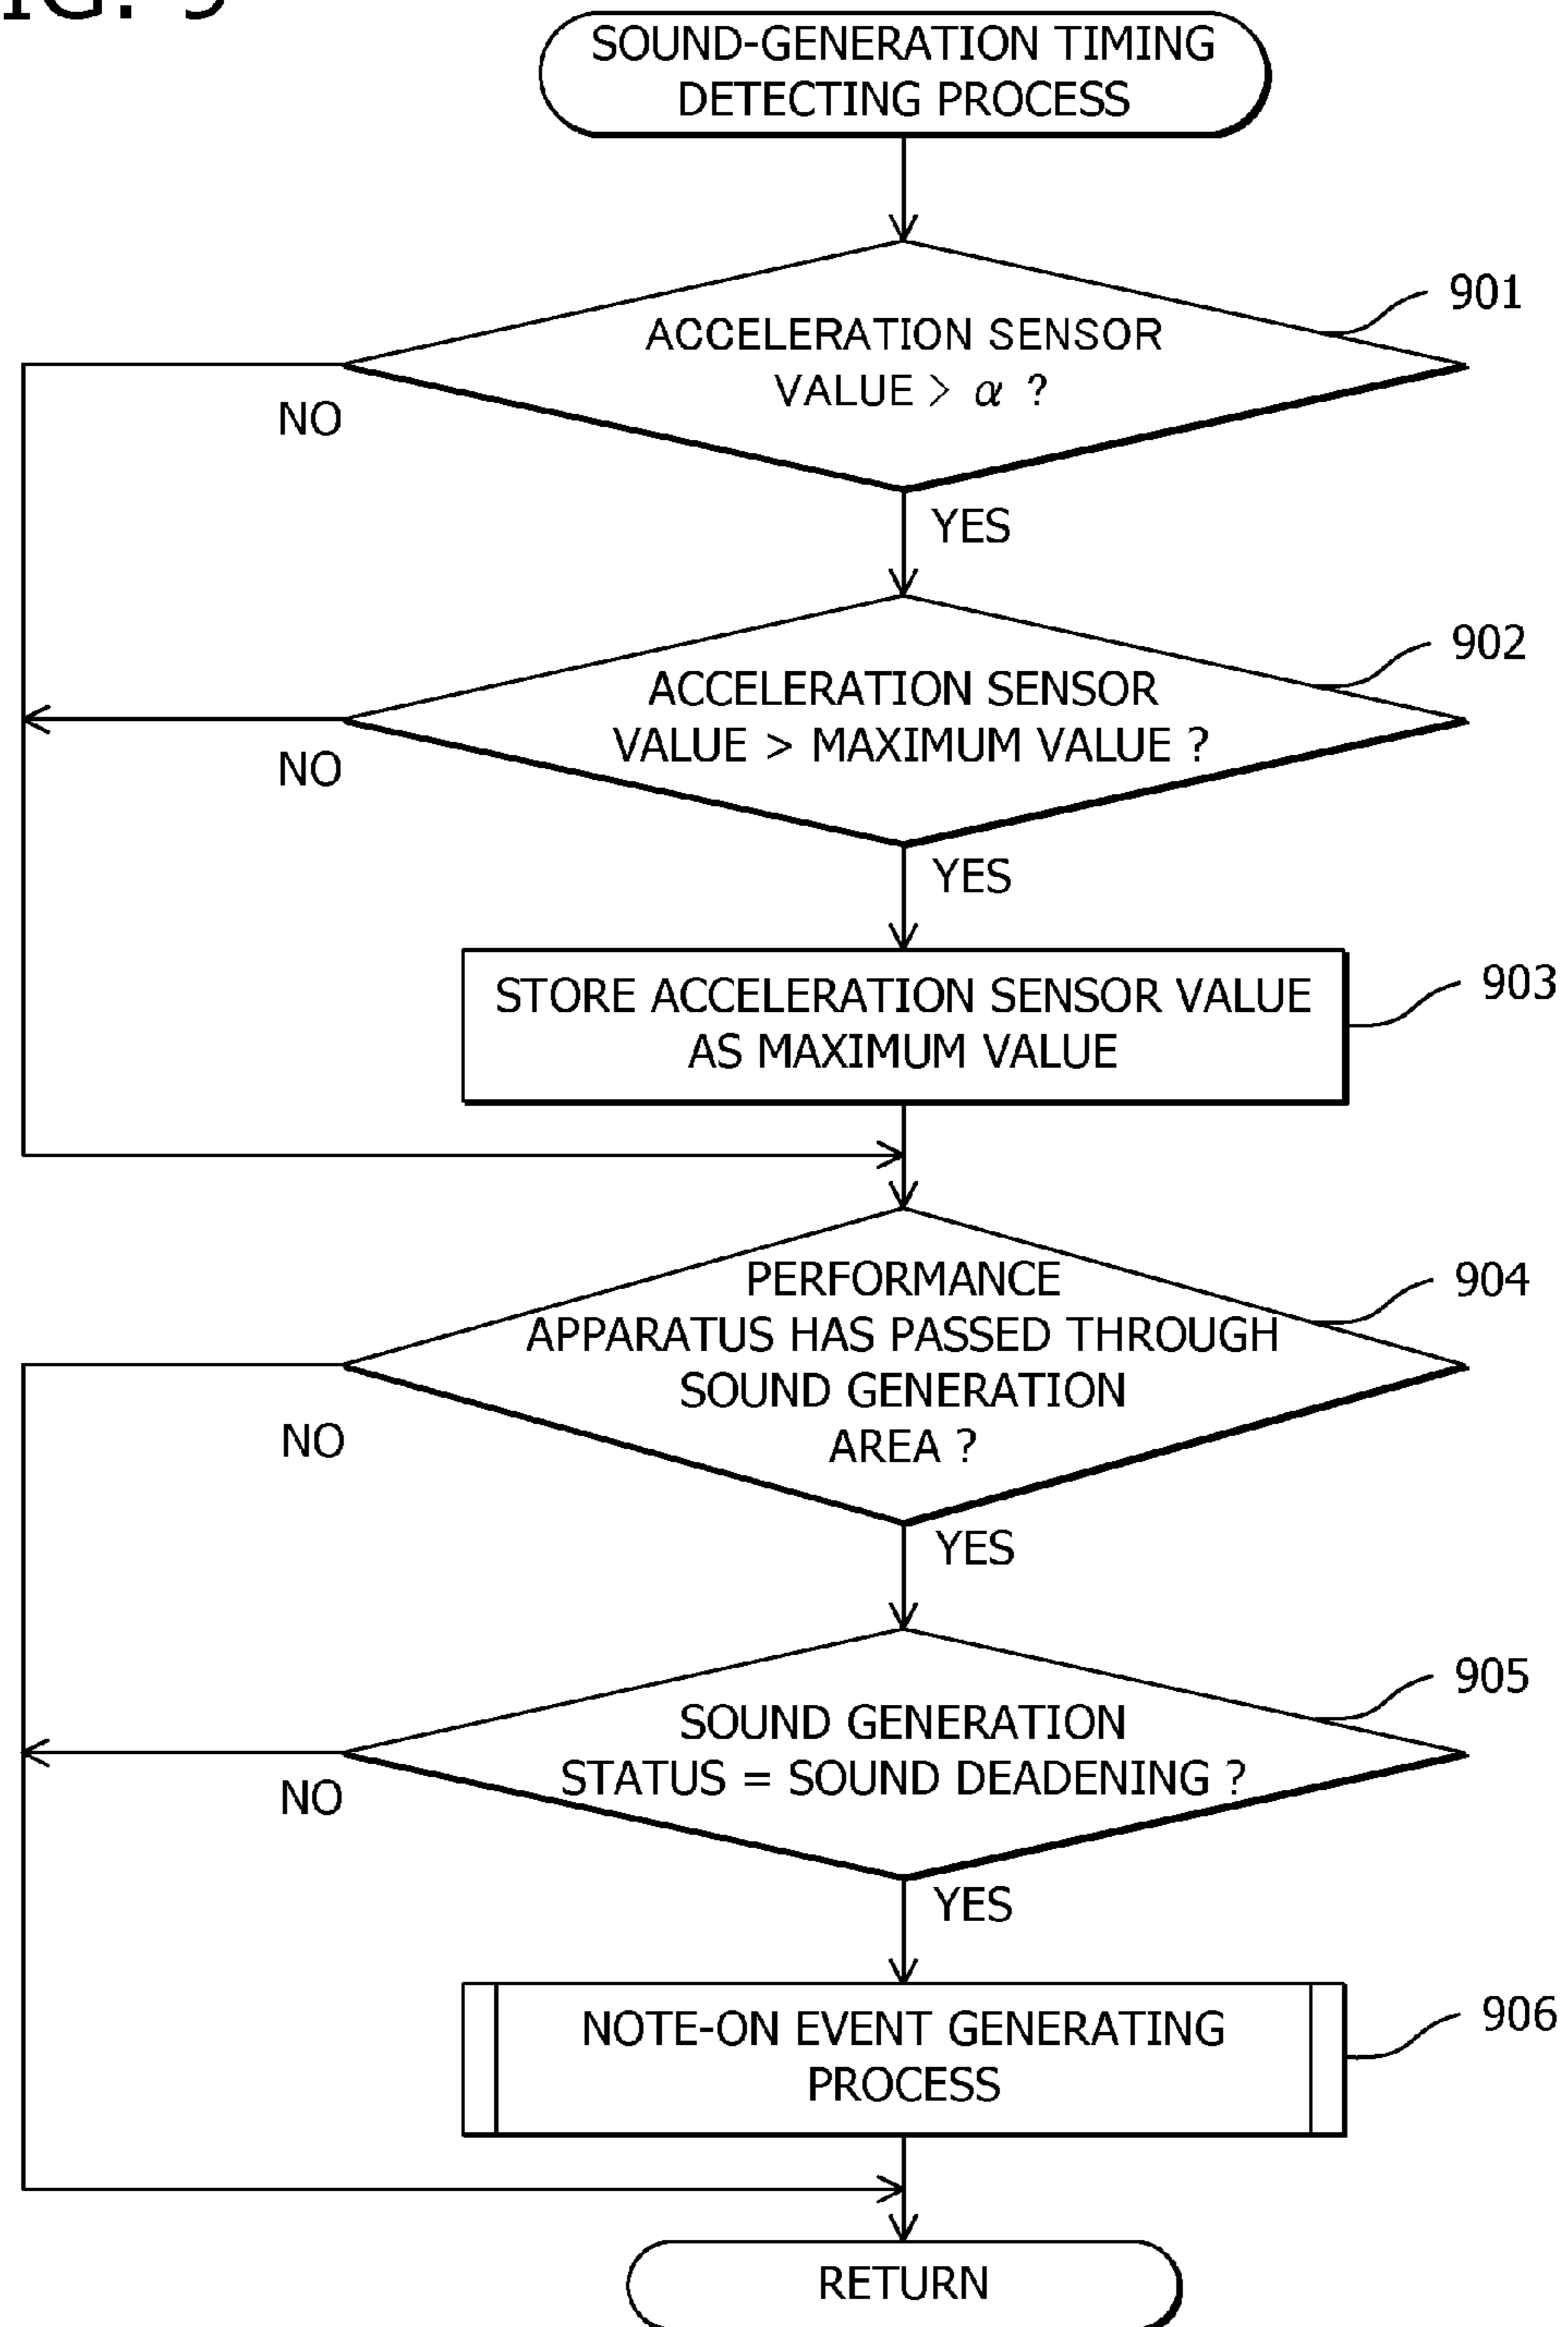 FIG. 9
SOUND-GENERATION TIMING
DETECTING PROCESS
901
ACCELERATION SENSOR
VALUE > α ?
NO
YES
902
ACCELERATION SENSOR
VALUE > MAXIMUM VALUE ?
NO
YES
903
STORE ACCELERATION SENSOR VALUE
AS MAXIMUM VALUE
904
PERFORMANCE
APPARATUS HAS PASSED THROUGH
SOUND GENERATION
AREA ?
NO
YES
905
SOUND GENERATION
STATUS = SOUND DEADENING ?
NO
YES
906
NOTE-ON EVENT GENERATING
PROCESS
RETURN